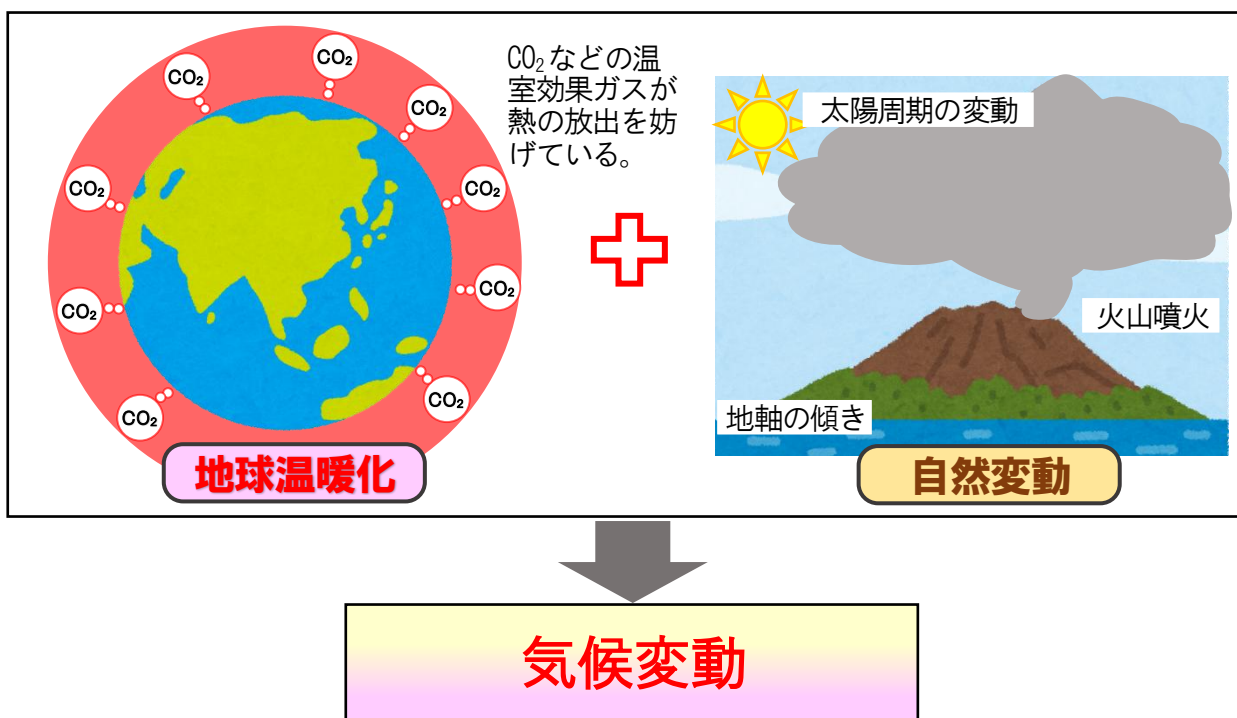 CO₂
CO₂
CO₂
CO₂
CO₂
CO₂
CO₂
CO₂
CO₂
地球温暖化
CO₂などの温
室効果ガスが
熱の放出を妨
げている。
太陽周期の変動
火山噴火
地軸の傾き
自然変動
気候変動